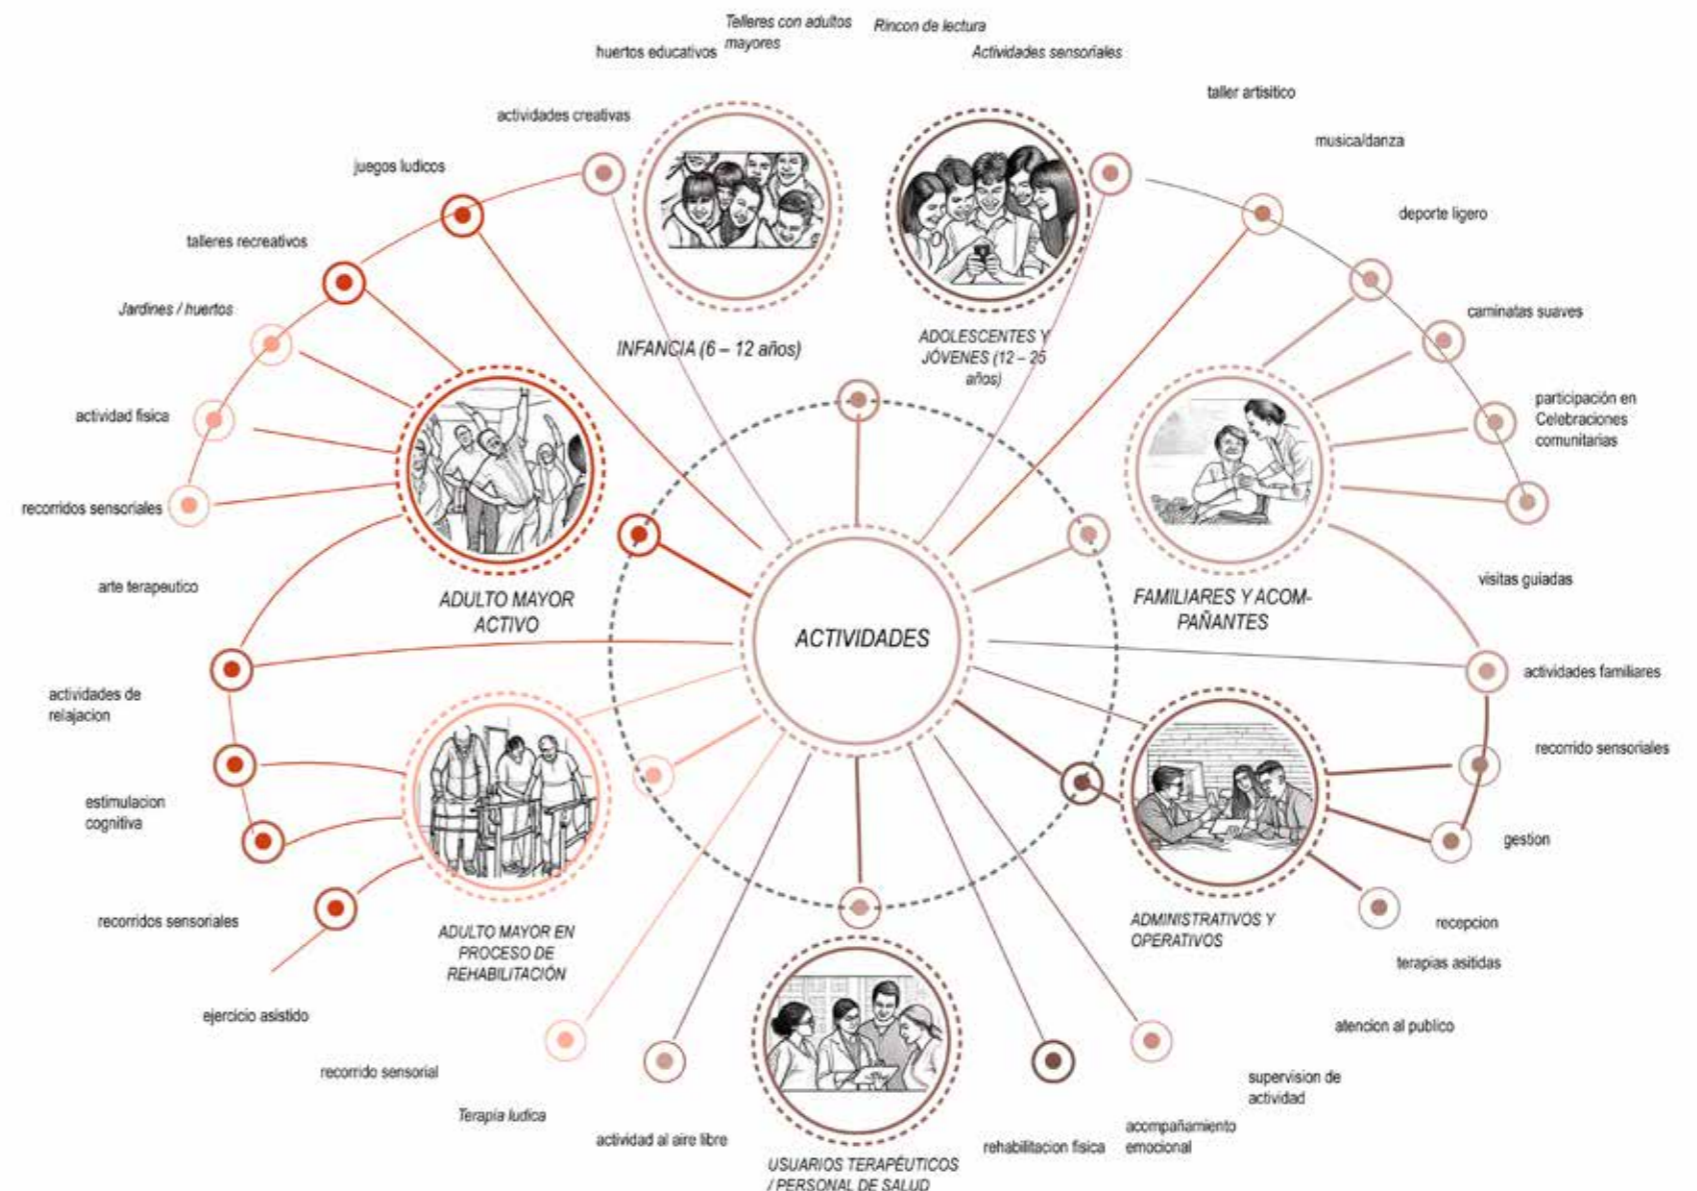 Telleres con adultos
mayores
Rincon de lectura
huertos educativos
Actividades sensoriales
taller artisitico
actividades creativas
musica/danza
juegos ludicos
deporte ligero
talleres recreativos
Jardines / huertos
caminatas suaves
INFANCIA (6 – 12 años)
ADOLESCENTES Y
JÓVENES (12 – 25
años)
actividad fisica
participación en
Celebraciones
comunitarias
recorridos sensoriales
arte terapeutico
visitas guiadas
ADULTO MAYOR
ACTIVO
FAMILIARES Y ACOM-
PAÑANTES
ACTIVIDADES
actividades familiares
actividades de
relajacion
recorrido sensoriales
estimulacion
cognitiva
gestion
recorridos sensoriales
ADULTO MAYOR EN
PROCESO DE
REHABILITACIÓN
ADMINISTRATIVOS Y
OPERATIVOS
recepcion
terapias asitidas
ejercicio asistido
atencion al publico
recorrido sensorial
supervision de
actividad
Terapia ludica
actividad al aire libre
rehabilitacion fisica
acompañamiento
emocional
USUARIOS TERAPÉUTICOS
/ PERSONAL DE SALUD